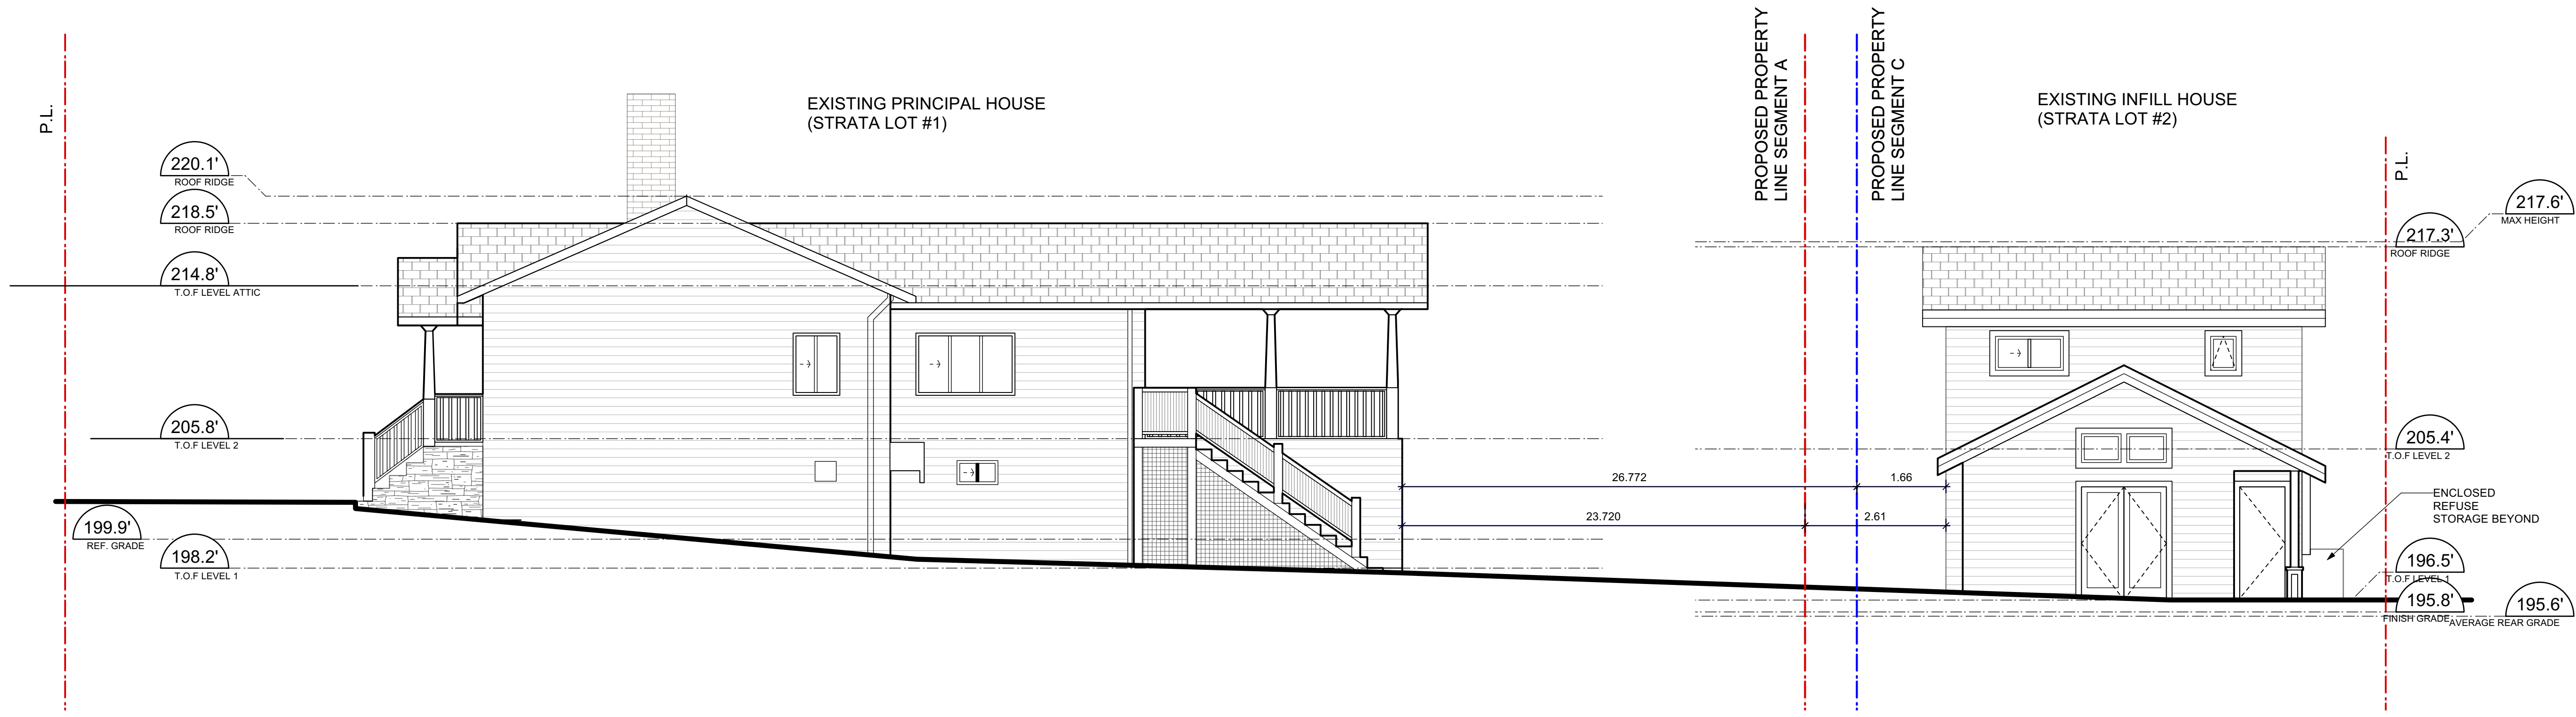 P.L.
220.1'
ROOF RIDGE
218.5'
ROOF RIDGE
214.8'
T.O.F LEVEL ATTIC
205.8'
T.O.F LEVEL 2
199.9'
REF. GRADE
198.2'
T.O.F LEVEL 1
EXISTING PRINCIPAL HOUSE
(STRATA LOT #1)
26.772
1.66
23.720
2.61
PROPOSED PROPERTY
LINE SEGMENT A
PROPOSED PROPERTY
LINE SEGMENT C
EXISTING INFILL HOUSE
(STRATA LOT #2)
P.L.
217.6'
MAX HEIGHT
217.3'
ROOF RIDGE
205.4'
T.O.F LEVEL 2
ENCLOSED
REFUSE
STORAGE BEYOND
196.5'
T.O.F LEVEL 1
195.8'
FINISH GRADE
195.6'
AVERAGE REAR GRADE